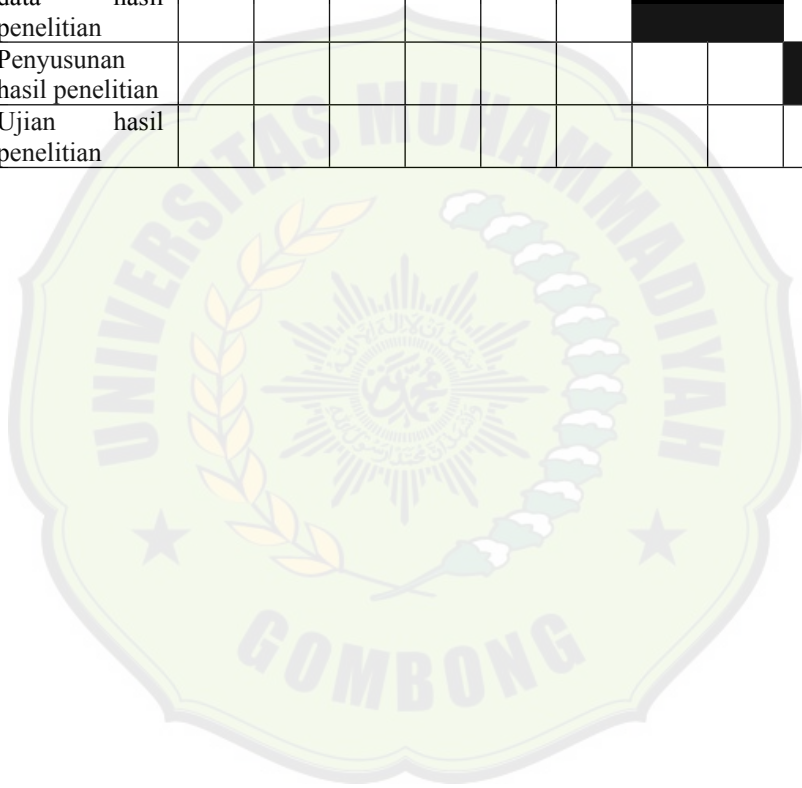 data hasil
penelitian
Penyusunan
hasil penelitian
Ujian hasil
penelitian
UNIVERSITAS MUHAMMADIYAH
GOMBONG